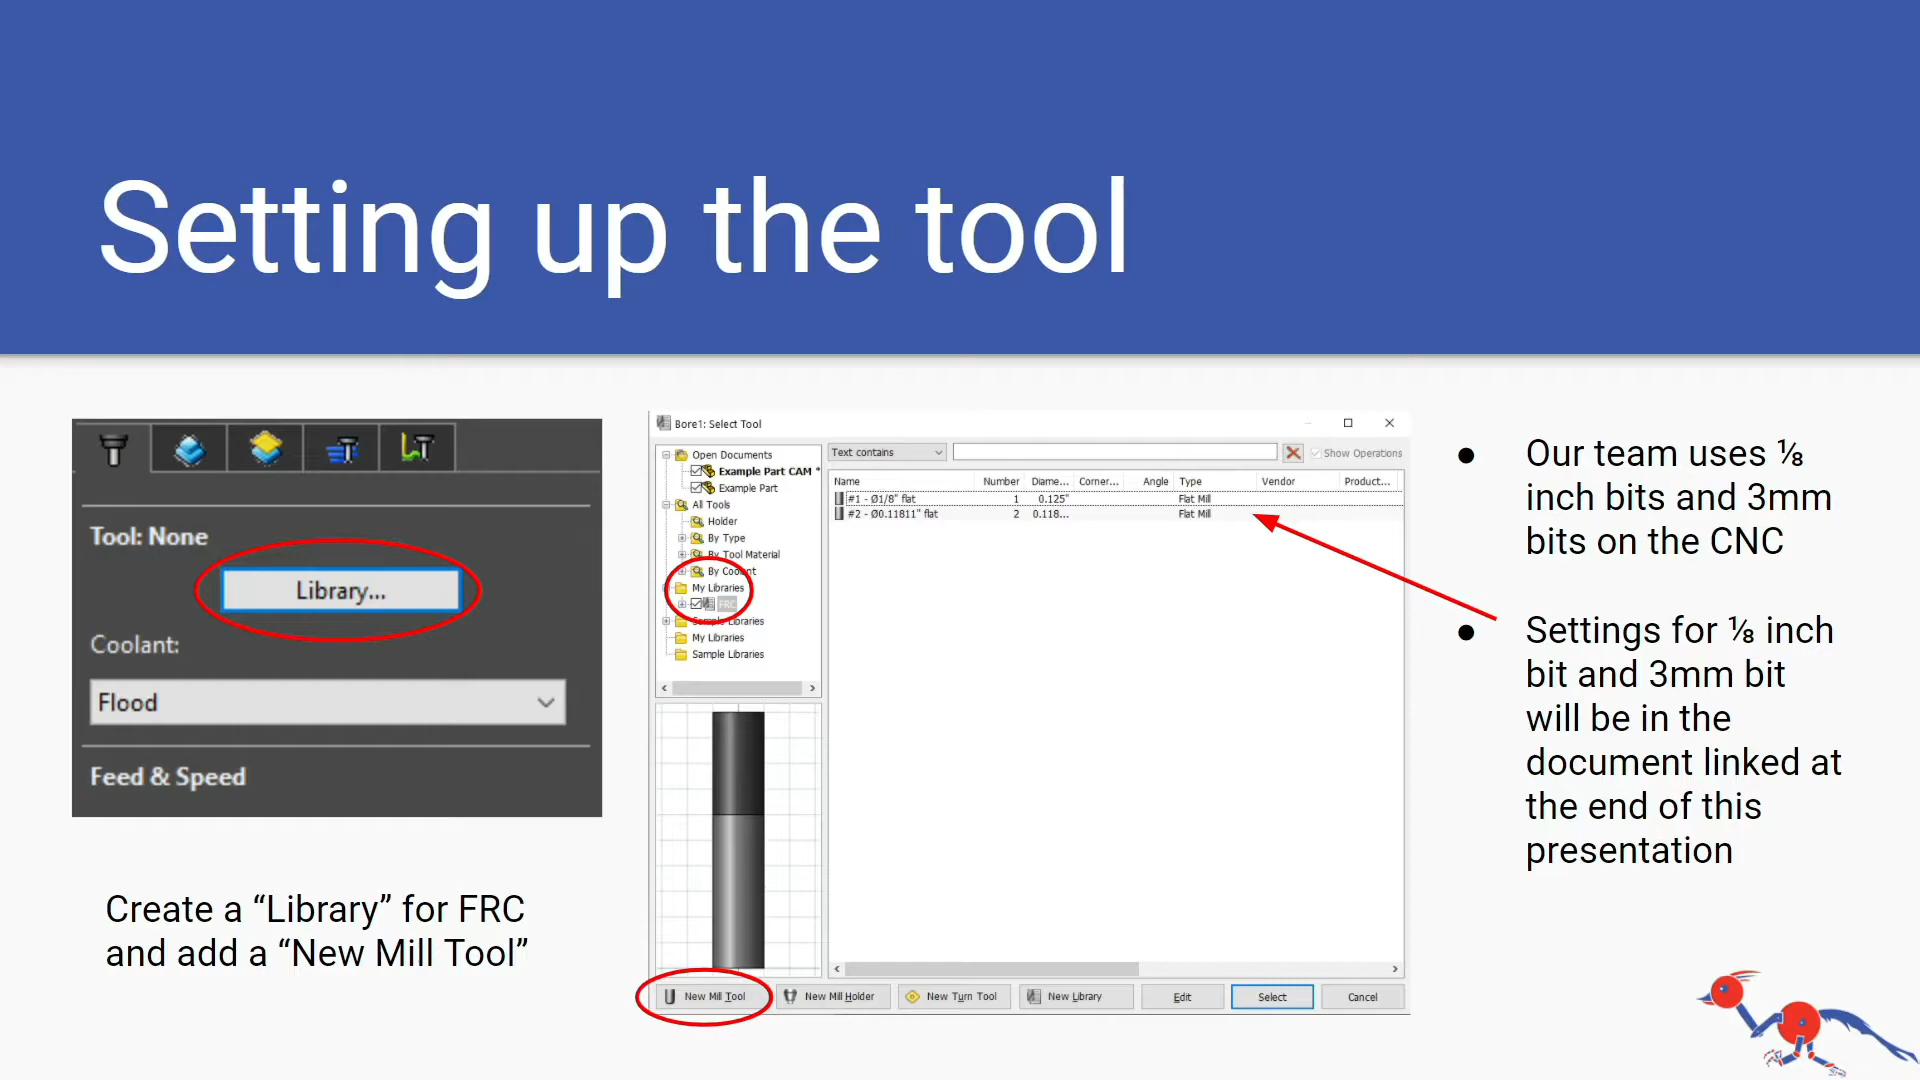 Setting up the tool
Tool: None
Library...
Coolant:
Flood
Feed & Speed
Create a “Library” for FRC
and add a “New Mill Tool”
Bore1: Select Tool
Open Documents
Example Part CAM *
Example Part
All Tools
Holder
By Type
By Tool Material
By Coolant
My Libraries
FRC
Sample Libraries
My Libraries
Sample Libraries
Text contains
Show Operations
Name Number Diame... Corner... Angle Type Vendor Product...
#1 - Ø1/8" flat 1 0.125" Flat Mill
#2 - Ø0.11811" flat 2 0.118... Flat Mill
New Mill Tool New Mill Holder New Turn Tool New Library Edit Select Cancel
● Our team uses ⅛
inch bits and 3mm
bits on the CNC
● Settings for ⅛ inch
bit and 3mm bit
will be in the
document linked at
the end of this
presentation